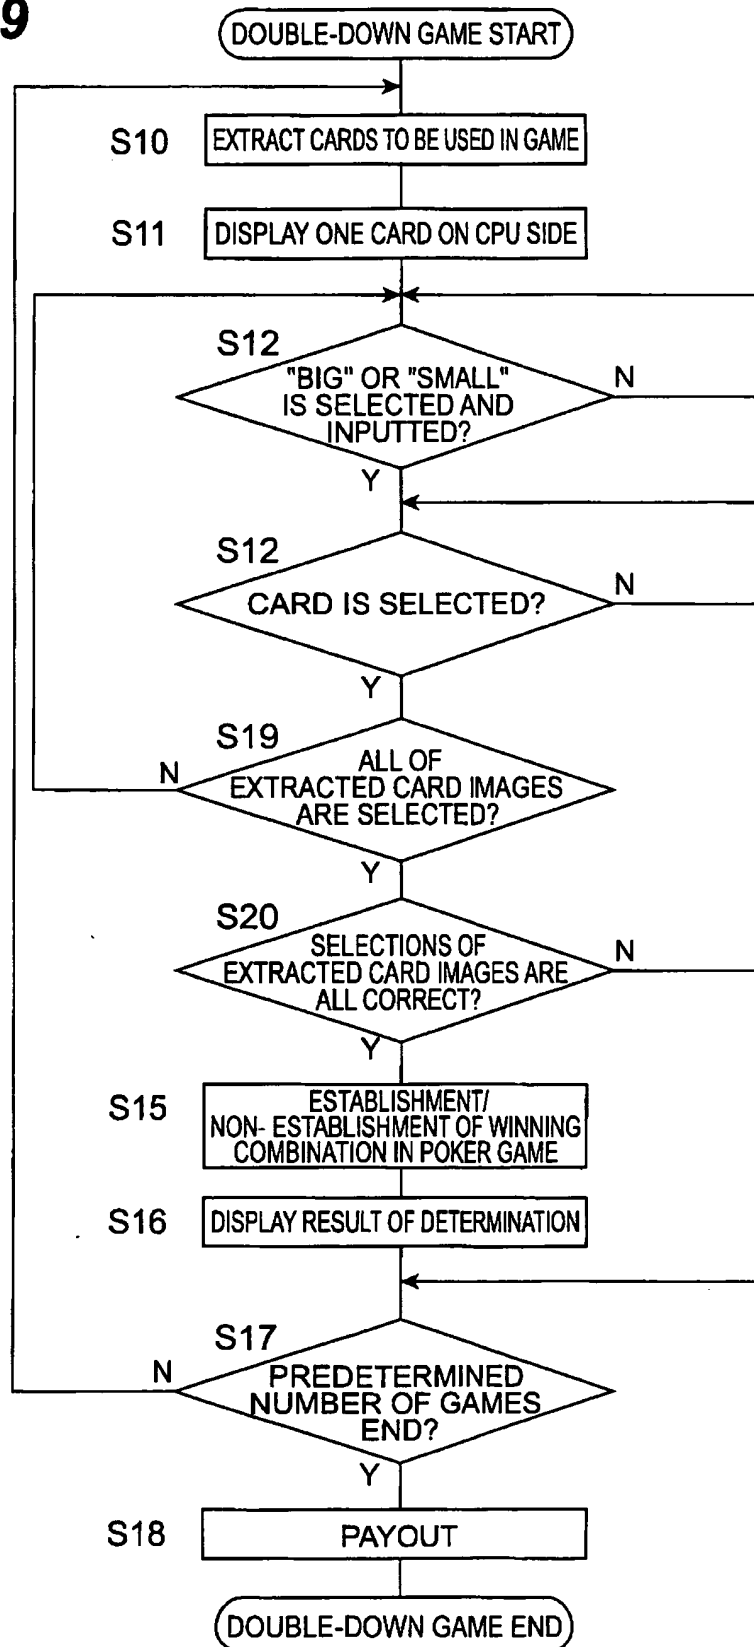 9
DOUBLE-DOWN GAME START
S10
EXTRACT CARDS TO BE USED IN GAME
S11
DISPLAY ONE CARD ON CPU SIDE
S12
"BIG" OR "SMALL"
IS SELECTED AND
INPUTTED?
N
Y
S12
CARD IS SELECTED?
N
Y
S19
ALL OF
EXTRACTED CARD IMAGES
ARE SELECTED?
N
Y
S20
SELECTIONS OF
EXTRACTED CARD IMAGES ARE
ALL CORRECT?
N
Y
S15
ESTABLISHMENT/
NON- ESTABLISHMENT OF WINNING
COMBINATION IN POKER GAME
S16
DISPLAY RESULT OF DETERMINATION
S17
PREDETERMINED
NUMBER OF GAMES
END?
N
Y
S18
PAYOUT
DOUBLE-DOWN GAME END